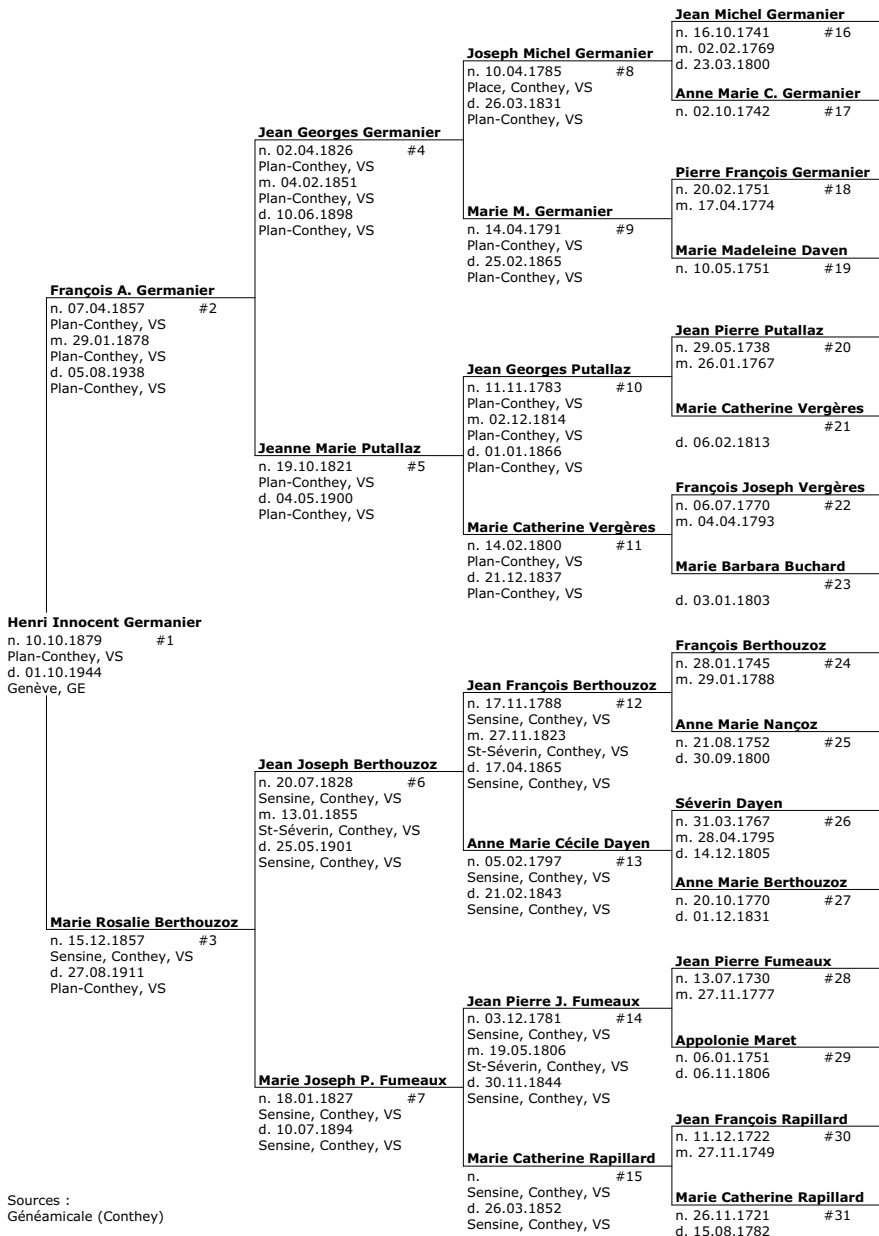 Henri Innocent Germanier
n. 10.10.1879 #1
Plan-Conthey, VS
d. 01.10.1944
Genève, GE
François A. Germanier
n. 07.04.1857 #2
Plan-Conthey, VS
m. 29.01.1878
Plan-Conthey, VS
d. 05.08.1938
Plan-Conthey, VS
Marie Rosalie Berthouzoz
n. 15.12.1857 #3
Sensine, Conthey, VS
d. 27.08.1911
Plan-Conthey, VS
Jean Georges Germanier
n. 02.04.1826 #4
Plan-Conthey, VS
m. 04.02.1851
Plan-Conthey, VS
d. 10.06.1898
Plan-Conthey, VS
Jeanne Marie Putallaz
n. 19.10.1821 #5
Plan-Conthey, VS
d. 04.05.1900
Plan-Conthey, VS
Jean Joseph Berthouzoz
n. 20.07.1828 #6
Sensine, Conthey, VS
m. 13.01.1855
St-Séverin, Conthey, VS
d. 25.05.1901
Sensine, Conthey, VS
Marie Joseph P. Fumeaux
n. 18.01.1827 #7
Sensine, Conthey, VS
d. 10.07.1894
Sensine, Conthey, VS
Joseph Michel Germanier
n. 10.04.1785 #8
Place, Conthey, VS
d. 26.03.1831
Plan-Conthey, VS
Marie M. Germanier
n. 14.04.1791 #9
Plan-Conthey, VS
d. 25.02.1865
Plan-Conthey, VS
Jean Georges Putallaz
n. 11.11.1783 #10
Plan-Conthey, VS
m. 02.12.1814
Plan-Conthey, VS
d. 01.01.1866
Plan-Conthey, VS
Marie Catherine Vergères
n. 14.02.1800 #11
Plan-Conthey, VS
d. 21.12.1837
Plan-Conthey, VS
Jean François Berthouzoz
n. 17.11.1788 #12
Sensine, Conthey, VS
m. 27.11.1823
St-Séverin, Conthey, VS
d. 17.04.1865
Sensine, Conthey, VS
Anne Marie Cécile Dayen
n. 05.02.1797 #13
Sensine, Conthey, VS
d. 21.02.1843
Sensine, Conthey, VS
Jean Pierre J. Fumeaux
n. 03.12.1781 #14
Sensine, Conthey, VS
m. 19.05.1806
St-Séverin, Conthey, VS
d. 30.11.1844
Sensine, Conthey, VS
Marie Catherine Rapillard
n. #15
Sensine, Conthey, VS
d. 26.03.1852
Sensine, Conthey, VS
Jean Michel Germanier
n. 16.10.1741 #16
m. 02.02.1769
d. 23.03.1800
Anne Marie C. Germanier
n. 02.10.1742 #17
Pierre François Germanier
n. 20.02.1751 #18
m. 17.04.1774
Marie Madeleine Daven
n. 10.05.1751 #19
Jean Pierre Putallaz
n. 29.05.1738 #20
m. 26.01.1767
Marie Catherine Vergères
#21
d. 06.02.1813
François Joseph Vergères
n. 06.07.1770 #22
m. 04.04.1793
Marie Barbara Buchard
#23
d. 03.01.1803
François Berthouzoz
n. 28.01.1745 #24
m. 29.01.1788
Anne Marie Nançoz
n. 21.08.1752 #25
d. 30.09.1800
Séverin Dayen
n. 31.03.1767 #26
m. 28.04.1795
d. 14.12.1805
Anne Marie Berthouzoz
n. 20.10.1770 #27
d. 01.12.1831
Jean Pierre Fumeaux
n. 13.07.1730 #28
m. 27.11.1777
Appolonie Maret
n. 06.01.1751 #29
d. 06.11.1806
Jean François Rapillard
n. 11.12.1722 #30
m. 27.11.1749
Marie Catherine Rapillard
n. 26.11.1721 #31
d. 15.08.1782
Sources :
Généamicale (Conthey)